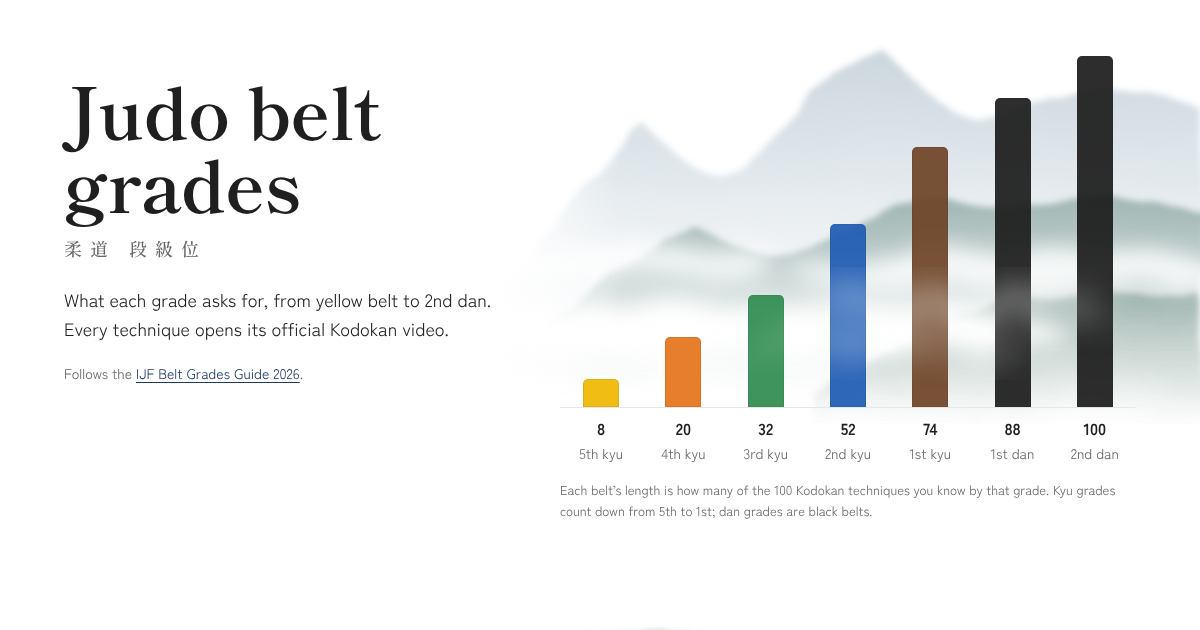 Judo belt
grades
柔道 段級位
What each grade asks for, from yellow belt to 2nd dan.
Every technique opens its official Kodokan video.
Follows the IJF Belt Grades Guide 2026.
8 20 32 52 74 88 100
5th kyu 4th kyu 3rd kyu 2nd kyu 1st kyu 1st dan 2nd dan
Each belt’s length is how many of the 100 Kodokan techniques you know by that grade. Kyu grades
count down from 5th to 1st; dan grades are black belts.